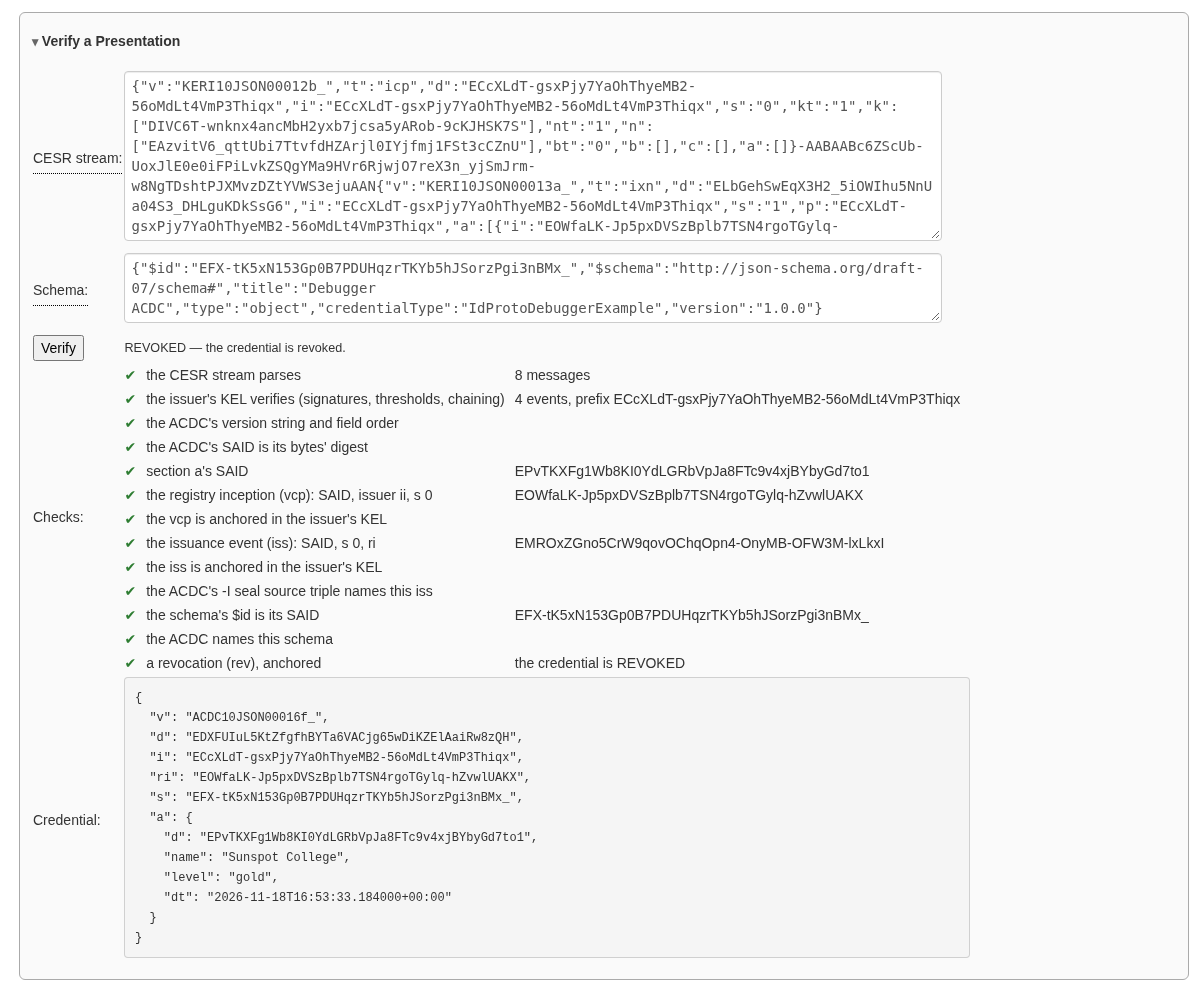 ▾ Verify a Presentation
CESR stream:
{"v":"KERI10JSON00012b_","t":"icp","d":"ECcXLdT-gsxPjy7YaOhThyeMB2-
56oMdLt4VmP3Thiqx","i":"ECcXLdT-gsxPjy7YaOhThyeMB2-56oMdLt4VmP3Thiqx","s":"0","kt":"1","k":
["DIVC6T-wnknx4ancMbH2yxb7jcsa5yARob-9cKJHSK7S"],"nt":"1","n":
["EAzvitV6_qttUbi7TtvfdHZArjl0IYjfmj1FSt3cCZnU"],"bt":"0","b":[],"c":[],"a":[]}-AABAABc6ZScUb-
UoxJlE0e0iFPiLvkZSQgYMa9HVr6RjwjO7reX3n_yjSmJrm-
w8NgTDshtPJXMvzDZtYVWS3ejuAAN{"v":"KERI10JSON00013a_","t":"ixn","d":"ELbGehSwEqX3H2_5iOWIhu5NnU
a04S3_DHLguKDkSsG6","i":"ECcXLdT-gsxPjy7YaOhThyeMB2-56oMdLt4VmP3Thiqx","s":"1","p":"ECcXLdT-
gsxPjy7YaOhThyeMB2-56oMdLt4VmP3Thiqx","a":[{"i":"EOWfaLK-Jp5pxDVSzBplb7TSN4rgoTGylq-
Schema:
{"$id":"EFX-tK5xN153Gp0B7PDUHqzrTKYb5hJSorzPgi3nBMx_","$schema":"http://json-schema.org/draft-
07/schema#","title":"Debugger
ACDC","type":"object","credentialType":"IdProtoDebuggerExample","version":"1.0.0"}
Verify REVOKED — the credential is revoked.
Checks:
✔ the CESR stream parses 8 messages
✔ the issuer's KEL verifies (signatures, thresholds, chaining) 4 events, prefix ECcXLdT-gsxPjy7YaOhThyeMB2-56oMdLt4VmP3Thiqx
✔ the ACDC's version string and field order
✔ the ACDC's SAID is its bytes' digest
✔ section a's SAID EPvTKXFg1Wb8KI0YdLGRbVpJa8FTc9v4xjBYbyGd7to1
✔ the registry inception (vcp): SAID, issuer ii, s 0 EOWfaLK-Jp5pxDVSzBplb7TSN4rgoTGylq-hZvwlUAKX
✔ the vcp is anchored in the issuer's KEL
✔ the issuance event (iss): SAID, s 0, ri EMROxZGno5CrW9qovOChqOpn4-OnyMB-OFW3M-lxLkxI
✔ the iss is anchored in the issuer's KEL
✔ the ACDC's -I seal source triple names this iss
✔ the schema's $id is its SAID EFX-tK5xN153Gp0B7PDUHqzrTKYb5hJSorzPgi3nBMx_
✔ the ACDC names this schema
✔ a revocation (rev), anchored the credential is REVOKED
Credential:
{
  "v": "ACDC10JSON00016f_",
  "d": "EDXFUIuL5KtZfgfhBYTa6VACjg65wDiKZElAaiRw8zQH",
  "i": "ECcXLdT-gsxPjy7YaOhThyeMB2-56oMdLt4VmP3Thiqx",
  "ri": "EOWfaLK-Jp5pxDVSzBplb7TSN4rgoTGylq-hZvwlUAKX",
  "s": "EFX-tK5xN153Gp0B7PDUHqzrTKYb5hJSorzPgi3nBMx_",
  "a": {
    "d": "EPvTKXFg1Wb8KI0YdLGRbVpJa8FTc9v4xjBYbyGd7to1",
    "name": "Sunspot College",
    "level": "gold",
    "dt": "2026-11-18T16:53:33.184000+00:00"
  }
}